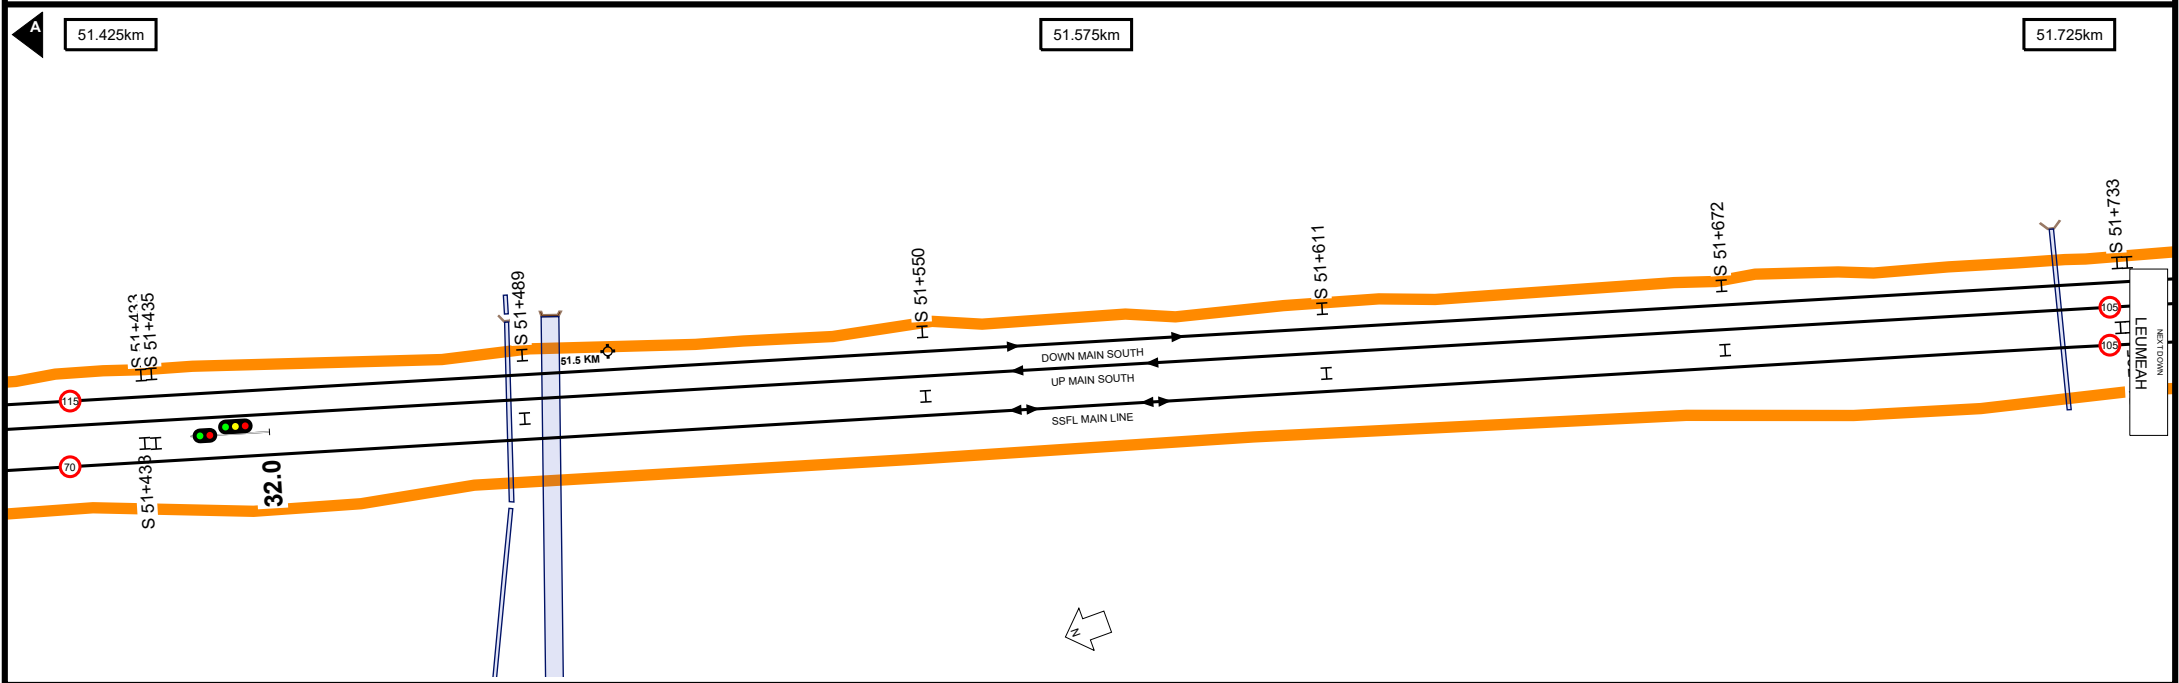 A
51.425km
51.575km
51.725km
S 51+433
S 51+435
S 51+489
S 51+550
S 51+611
S 51+672
S 51+733
51.5 KM
DOWN MAIN SOUTH
UP MAIN SOUTH
SSFL MAIN LINE
115
70
105
105
32.0
LEUMEAH
NEXT DOWN
N